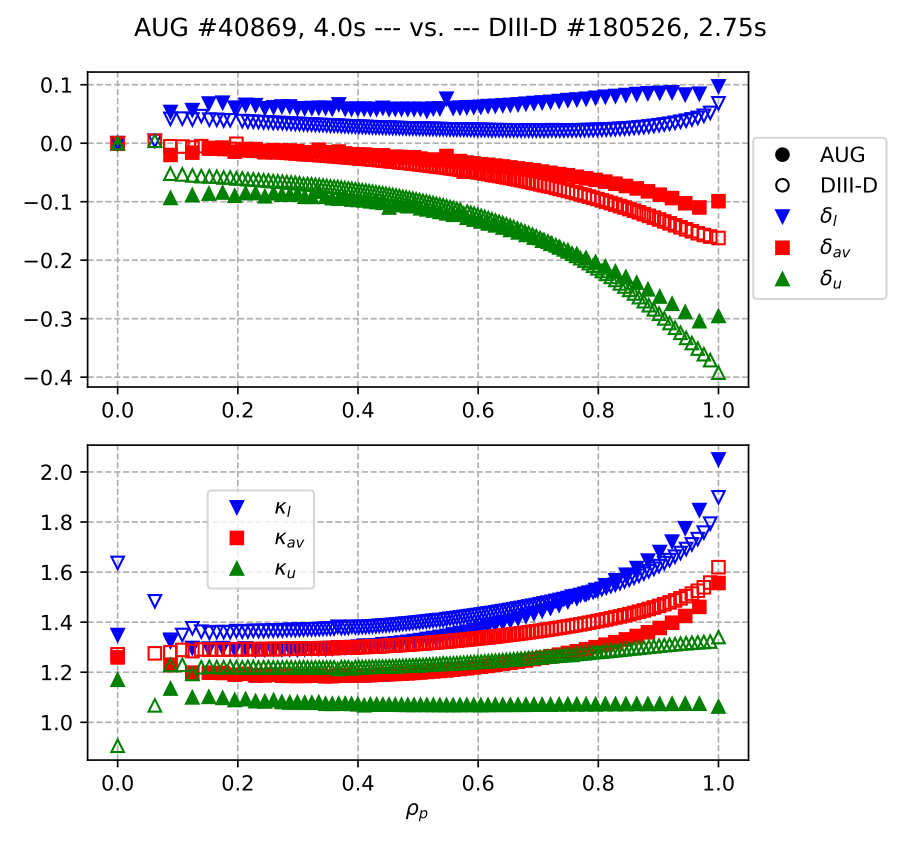 AUG #40869, 4.0s --- vs. --- DIII-D #180526, 2.75s
0.1
0.0
−0.1
−0.2
−0.3
−0.4
0.0 0.2 0.4 0.6 0.8 1.0
AUG
DIII-D
δl
δav
δu
2.0
1.8
1.6
1.4
1.2
1.0
κl
κav
κu
0.0 0.2 0.4 0.6 0.8 1.0
ρp